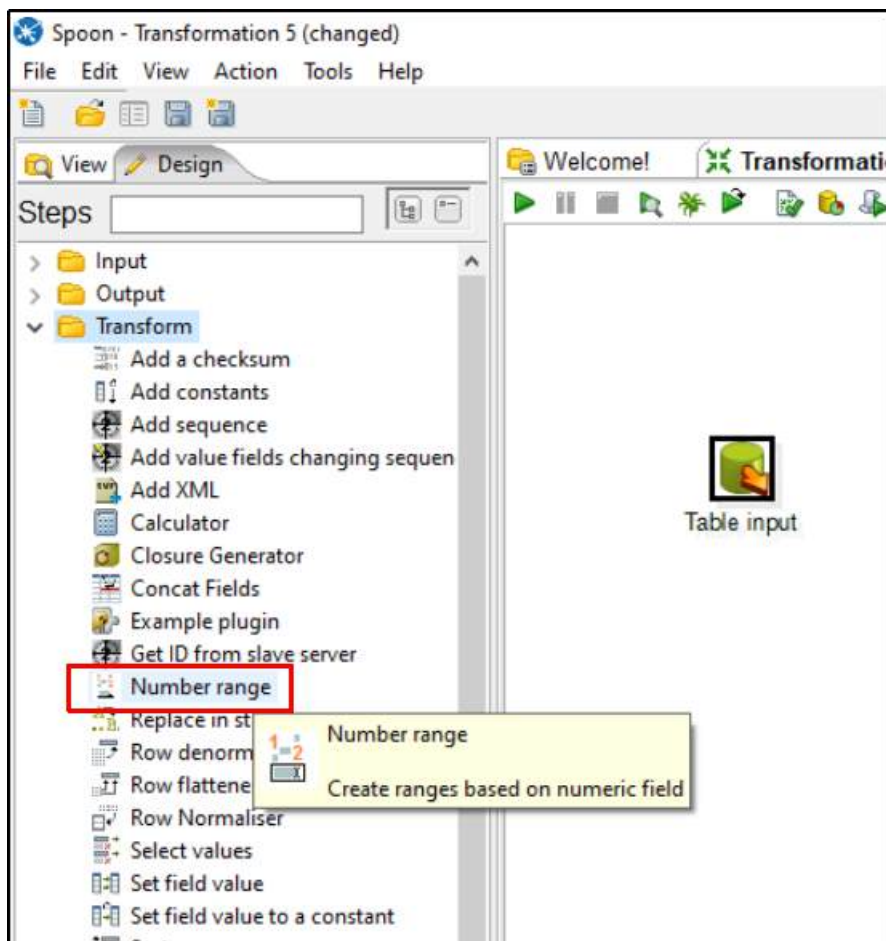 Spoon - Transformation 5 (changed)
File Edit View Action Tools Help
View Design
Welcome! Transformati
Steps
Input
Output
Transform
Add a checksum
Add constants
Add sequence
Add value fields changing sequen
Add XML
Calculator
Closure Generator
Concat Fields
Example plugin
Get ID from slave server
Number range
Replace in st
Row denorm
Row flattene
Row Normaliser
Select values
Set field value
Set field value to a constant
Number range
Create ranges based on numeric field
Table input